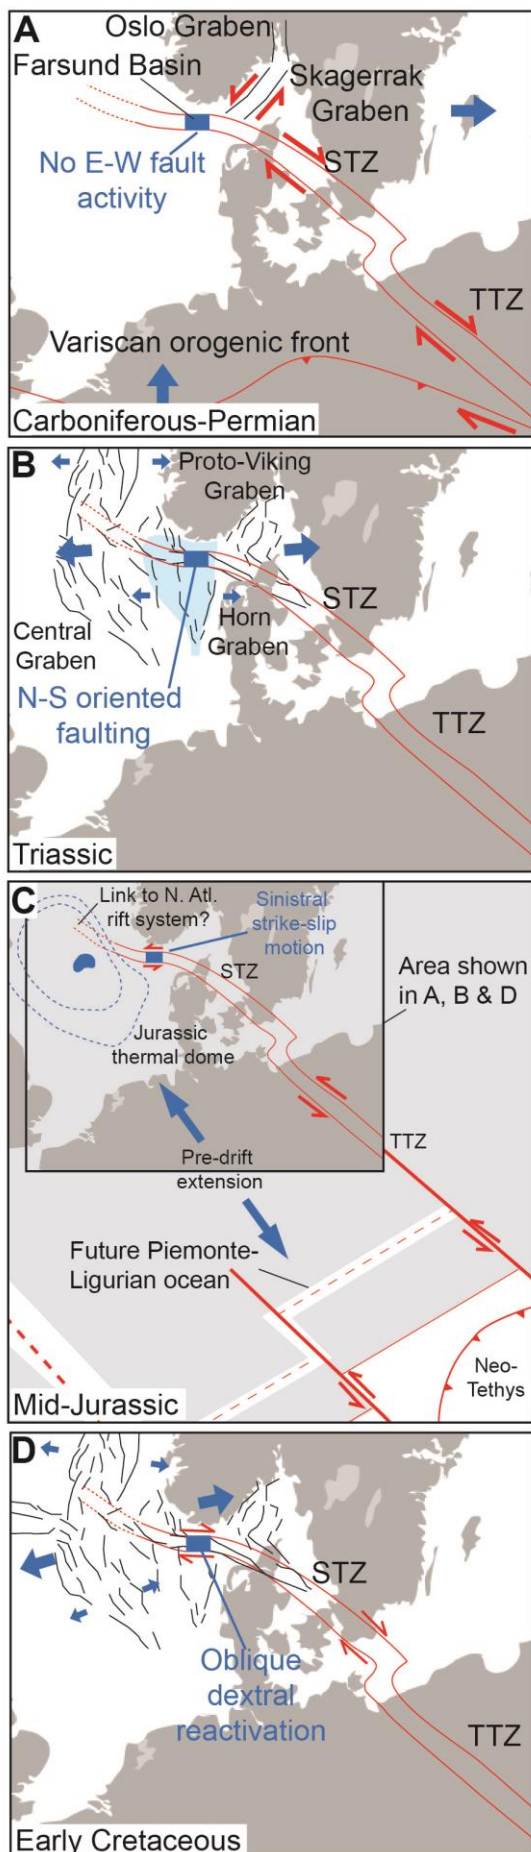 A
Oslo Graben
Farsund Basin
Skagerrak
Graben
No E-W fault
activity
STZ
TTZ
Variscan orogenic front
Carboniferous-Permian
B
Proto-Viking
Graben
STZ
Central
Graben
Horn
Graben
N-S oriented
faulting
TTZ
Triassic
C
Link to N. Atl.
rift system?
Sinistral
strike-slip
motion
STZ
Area shown
in A, B & D
Jurassic
thermal dome
TTZ
Pre-drift
extension
Future Piemonte-
Ligurian ocean
Neo-
Tethys
Mid-Jurassic
D
STZ
Oblique
dextral
reactivation
TTZ
Early Cretaceous